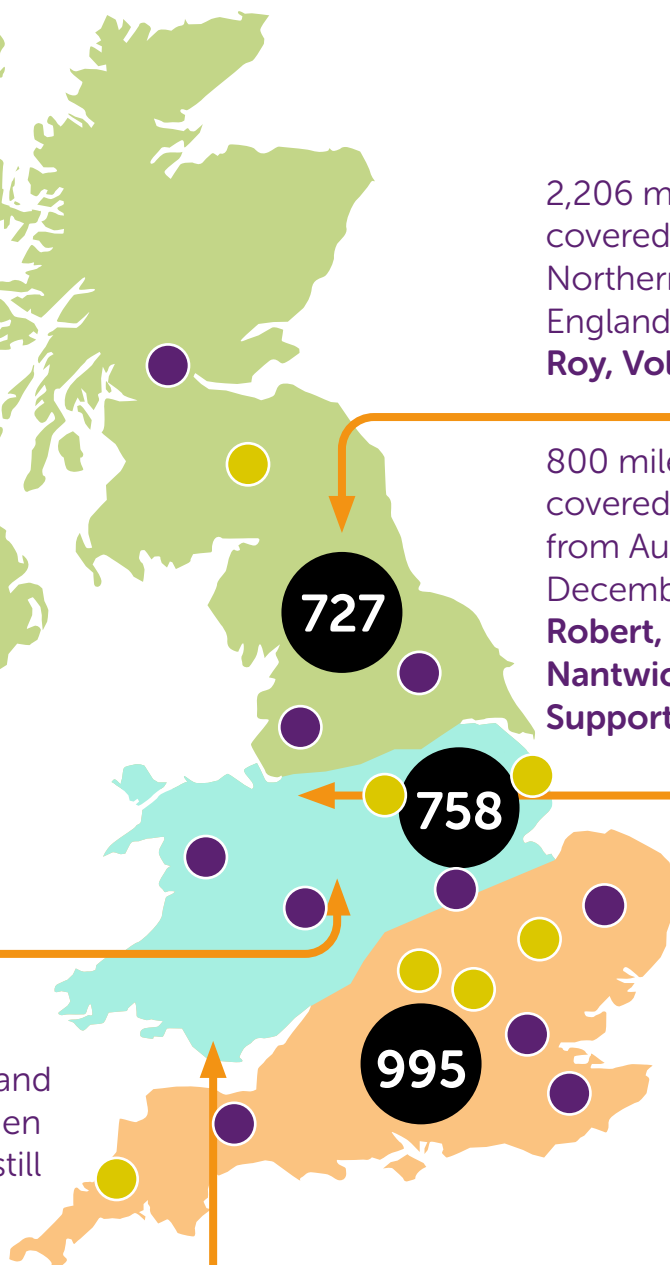 2,206 m
covered
Northern
England
Roy, Vol
800 mile
covered
from Au
Decemb
Robert,
Nantwic
Support
727
758
995
and
en
still